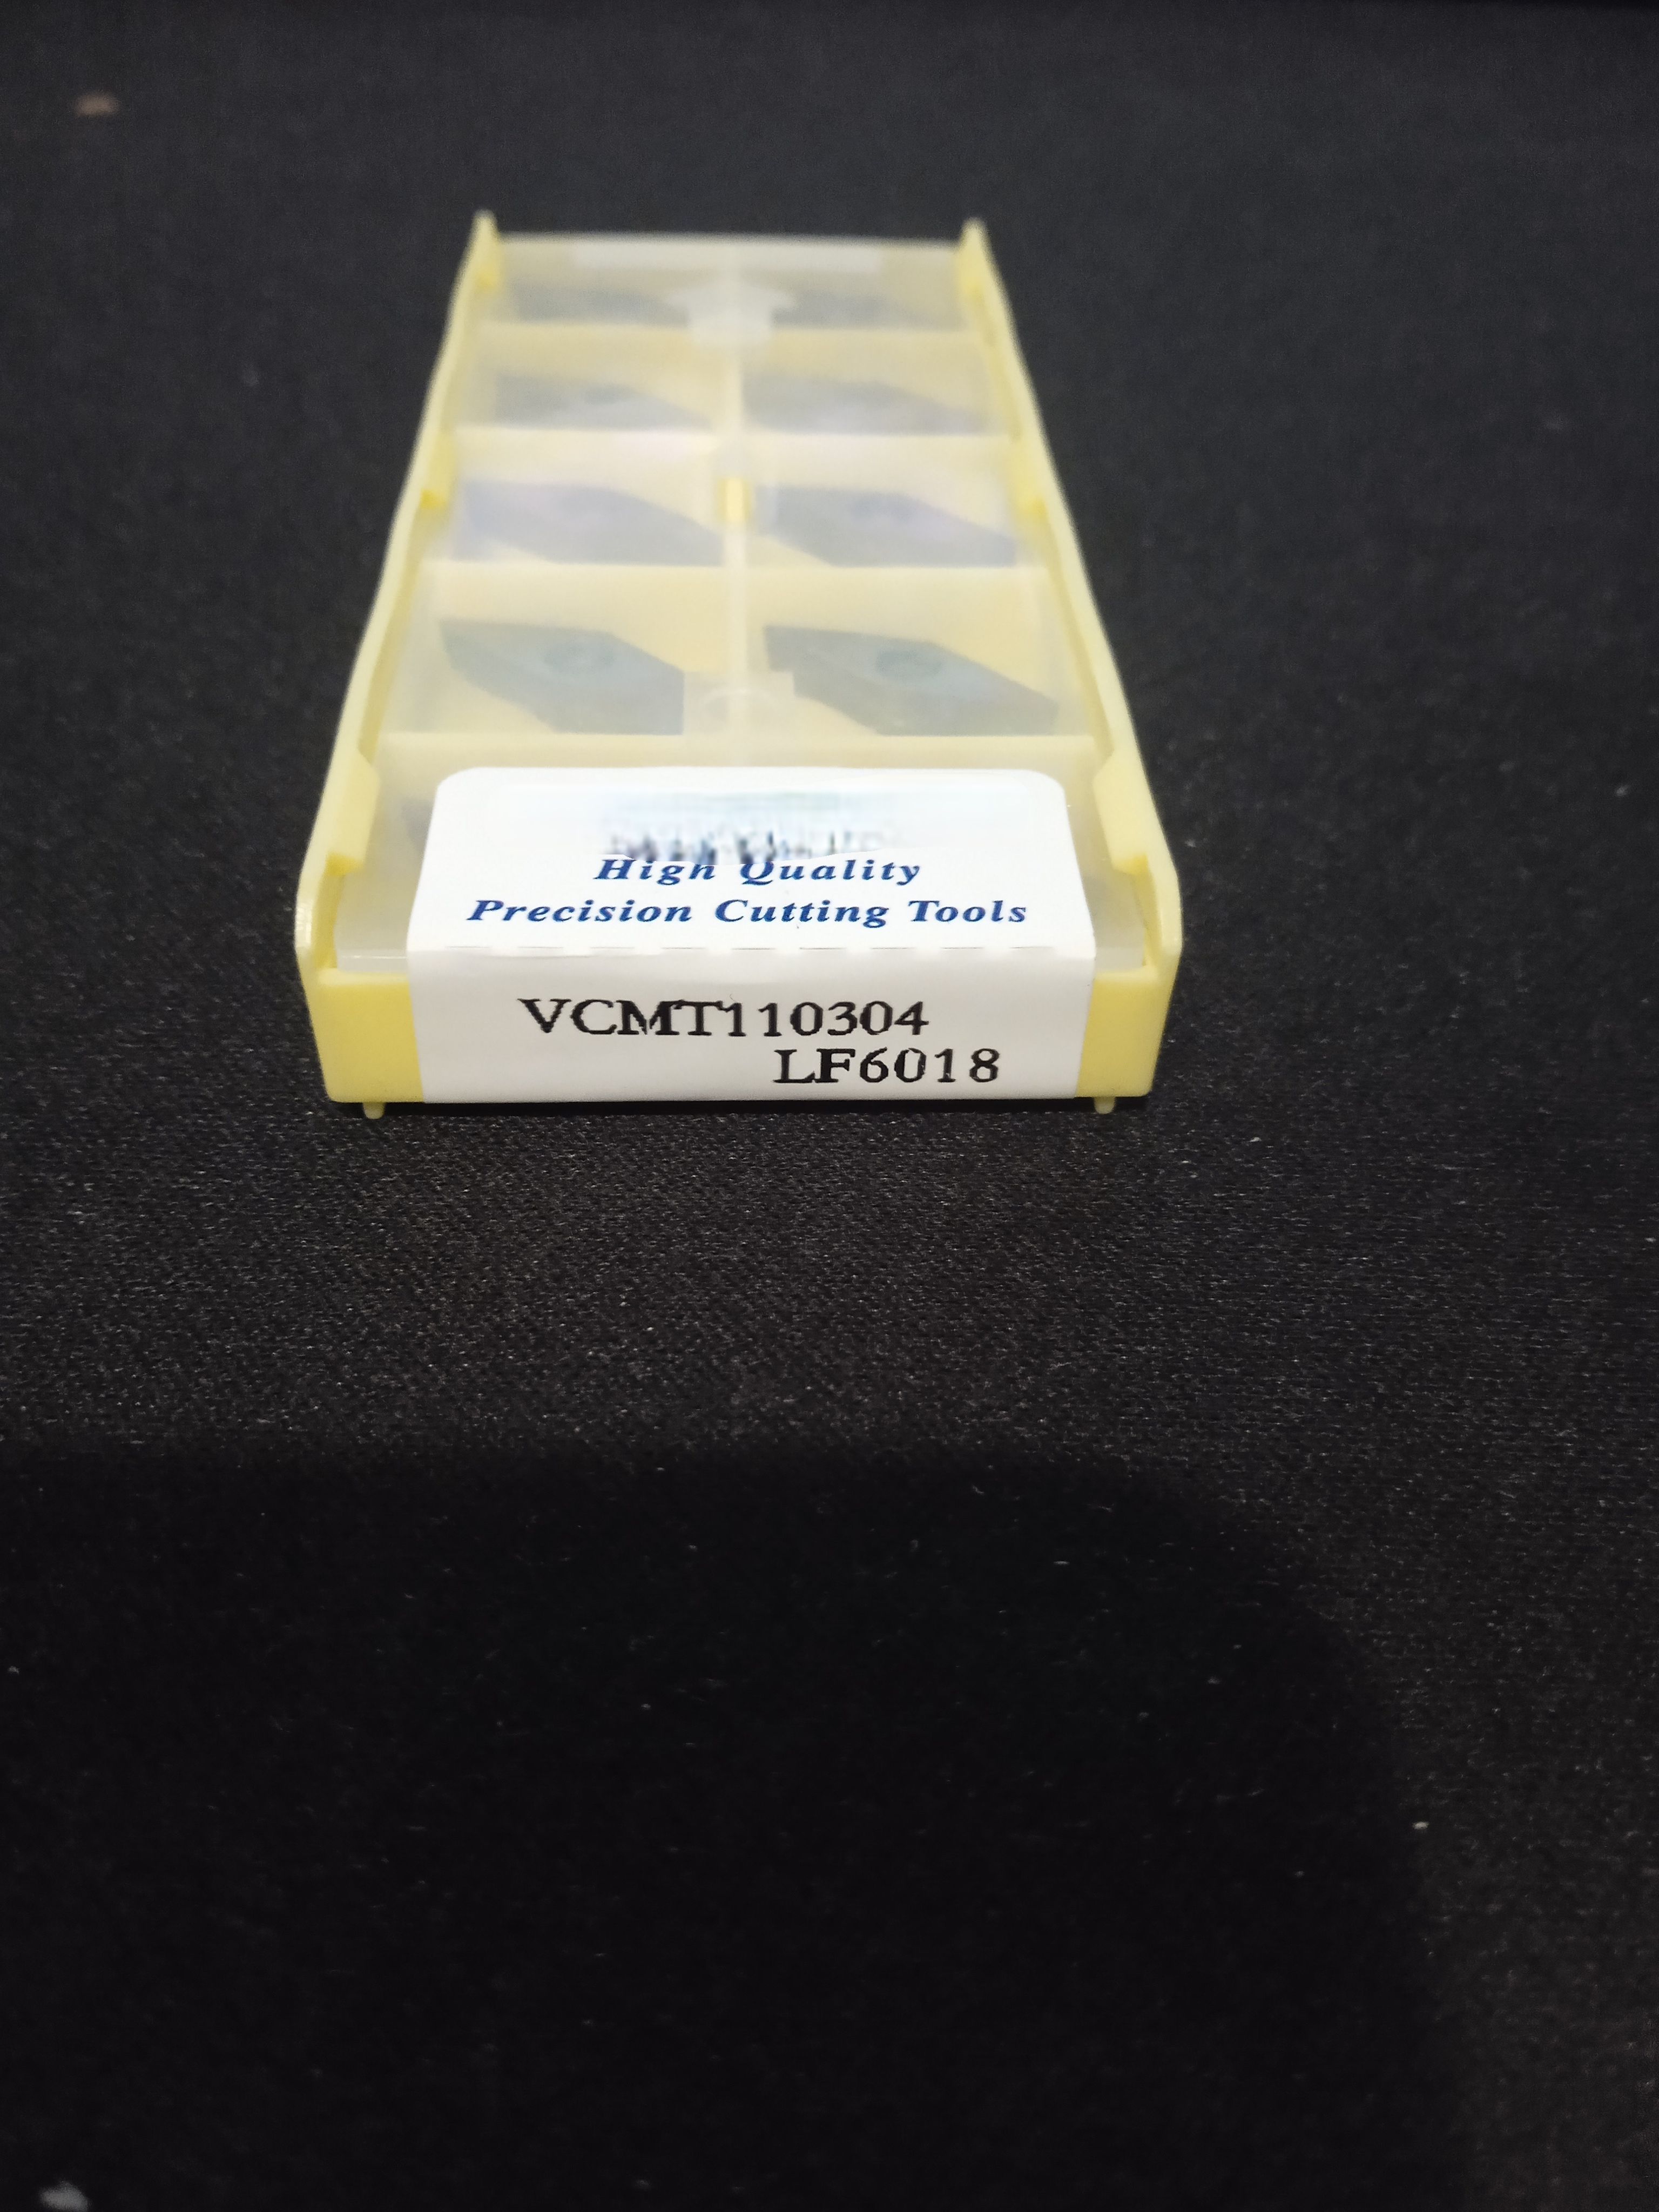 High Quality
Precision Cutting Tools
VCMT110304
LF6018